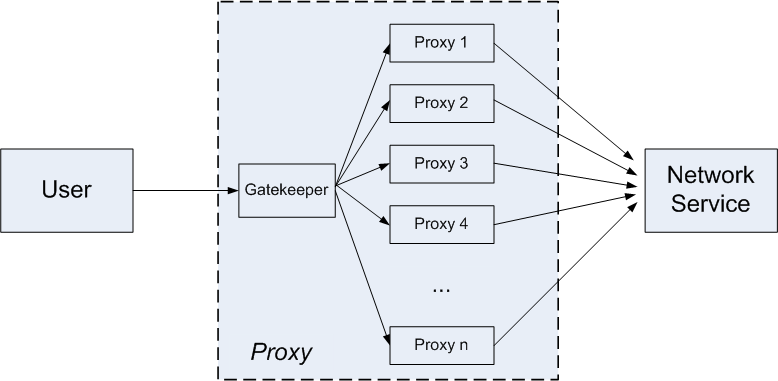 User
Gatekeeper
Proxy 1
Proxy 2
Proxy 3
Proxy 4
...
Proxy n
Proxy
Network
Service